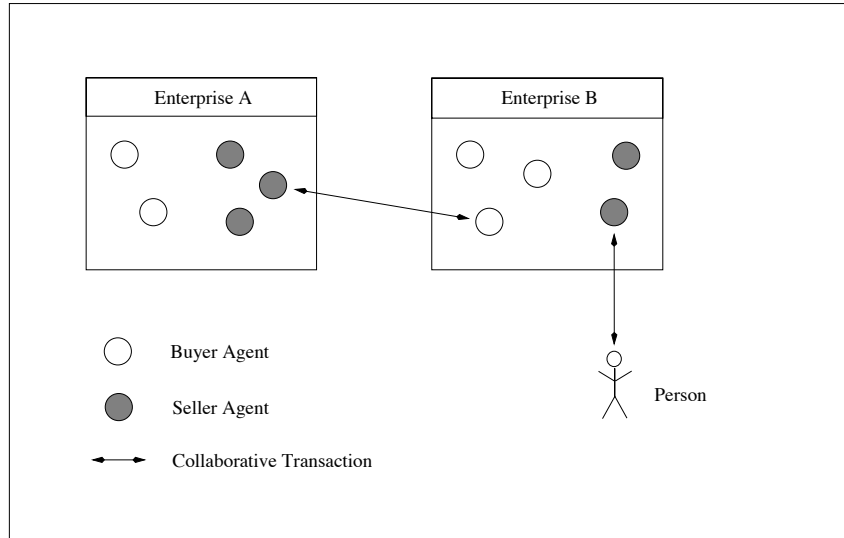 Enterprise A
Enterprise B
Buyer Agent
Seller Agent
Person
Collaborative Transaction